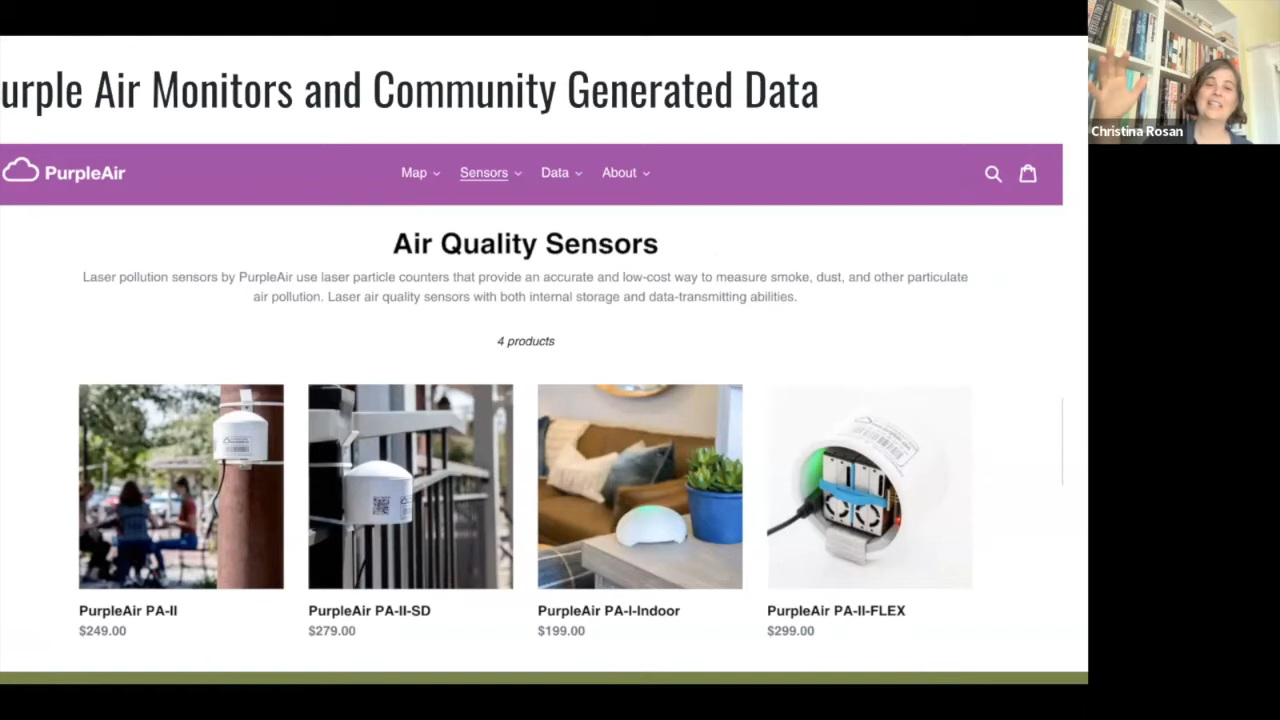 urple Air Monitors and Community Generated Data
Christina Rosan
PurpleAir
Map
Sensors
Data
About
Air Quality Sensors
Laser pollution sensors by PurpleAir use laser particle counters that provide an accurate and low-cost way to measure smoke, dust, and other particulate
air pollution. Laser air quality sensors with both internal storage and data-transmitting abilities.
4 products
PurpleAir PA-II
$249.00
PurpleAir PA-II-SD
$279.00
PurpleAir PA-I-Indoor
$199.00
PurpleAir PA-II-FLEX
$299.00